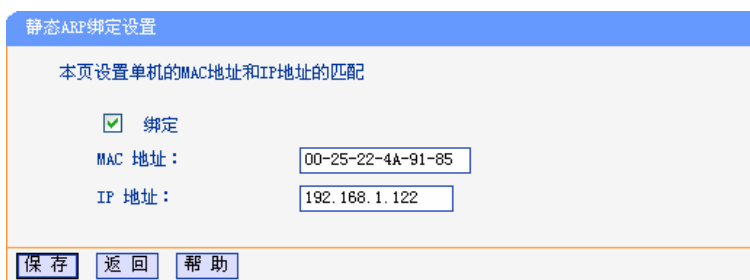 静态ARP绑定设置
本页设置单机的MAC地址和IP地址的匹配
绑定
MAC 地址： 00-25-22-4A-91-85
IP 地址： 192.168.1.122
保 存 返 回 帮 助